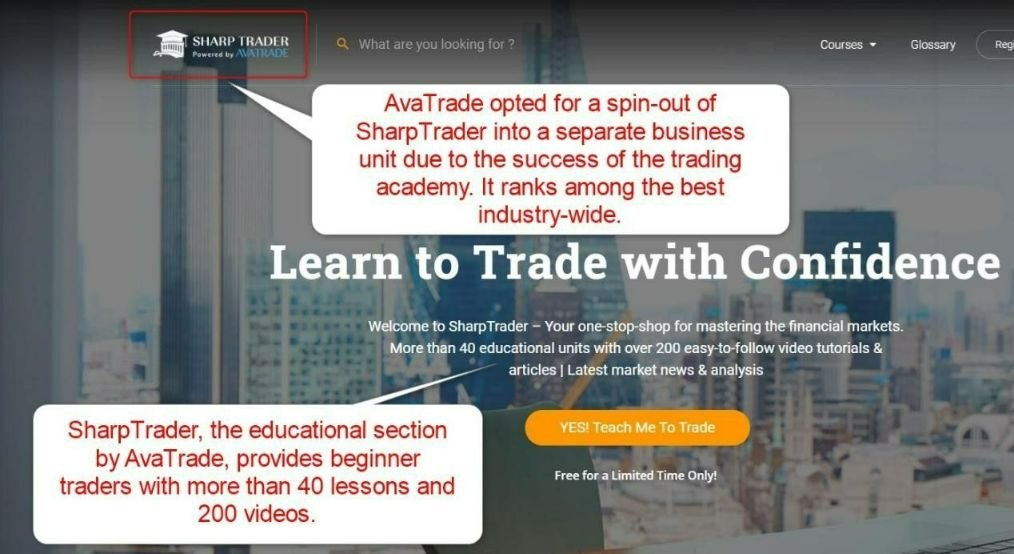 SHARP TRADER
Powered by AVATRADE
What are you looking for ?
Courses
Glossary
AvaTrade opted for a spin-out of
SharpTrader into a separate business
unit due to the success of the trading
academy. It ranks among the best
industry-wide.
Learn to Trade with Confidence
Welcome to SharpTrader – Your one-stop-shop for mastering the financial markets.
More than 40 educational units with over 200 easy-to-follow video tutorials &
articles | Latest market news & analysis
SharpTrader, the educational section
by AvaTrade, provides beginner
traders with more than 40 lessons and
200 videos.
YES! Teach Me To Trade
Free for a Limited Time Only!